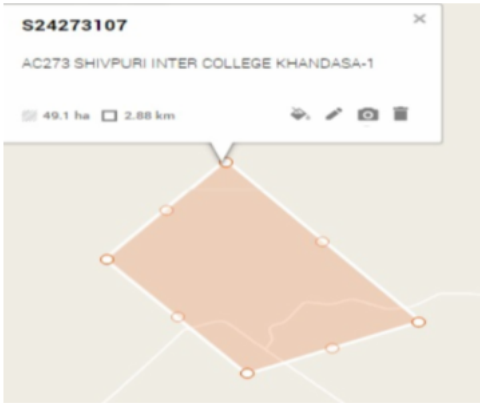 S24273107
AC273 SHIVPURI INTER COLLEGE KHANDASA-1
49.1 ha 2.88 km